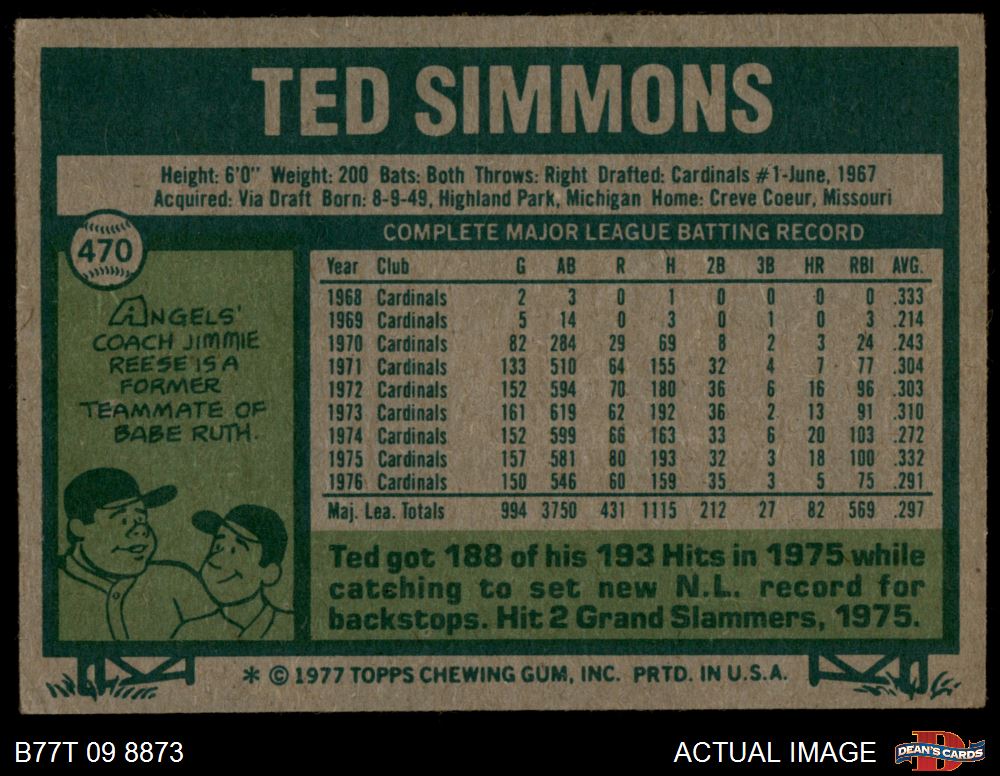 TED SIMMONS
Height: 6'0" Weight: 200 Bats: Both Throws: Right Drafted: Cardinals #1-June, 1967
Acquired: Via Draft Born: 8-9-49, Highland Park, Michigan Home: Creve Coeur, Missouri
470
ANGELS'
COACH JIMMIE
REESE IS A
FORMER
TEAMMATE OF
BABE RUTH.
COMPLETE MAJOR LEAGUE BATTING RECORD
Year Club G AB R H 2B 3B HR RBI AVG.
1968 Cardinals 2 3 0 1 0 0 0 0 .333
1969 Cardinals 5 14 0 3 0 1 0 3 .214
1970 Cardinals 82 284 29 69 8 2 3 24 .243
1971 Cardinals 133 510 64 155 32 4 7 77 .304
1972 Cardinals 152 594 70 180 36 6 16 96 .303
1973 Cardinals 161 619 62 192 36 2 13 91 .310
1974 Cardinals 152 599 66 163 33 6 20 103 .272
1975 Cardinals 157 581 80 193 32 3 18 100 .332
1976 Cardinals 150 546 60 159 35 3 5 75 .291
Maj. Lea. Totals 994 3750 431 1115 212 27 82 569 .297
Ted got 188 of his 193 Hits in 1975 while
catching to set new N.L. record for
backstops. Hit 2 Grand Slammers, 1975.
* © 1977 TOPPS CHEWING GUM, INC. PRTD. IN U.S.A.
B77T 09 8873
ACTUAL IMAGE
DEAN'S CARDS